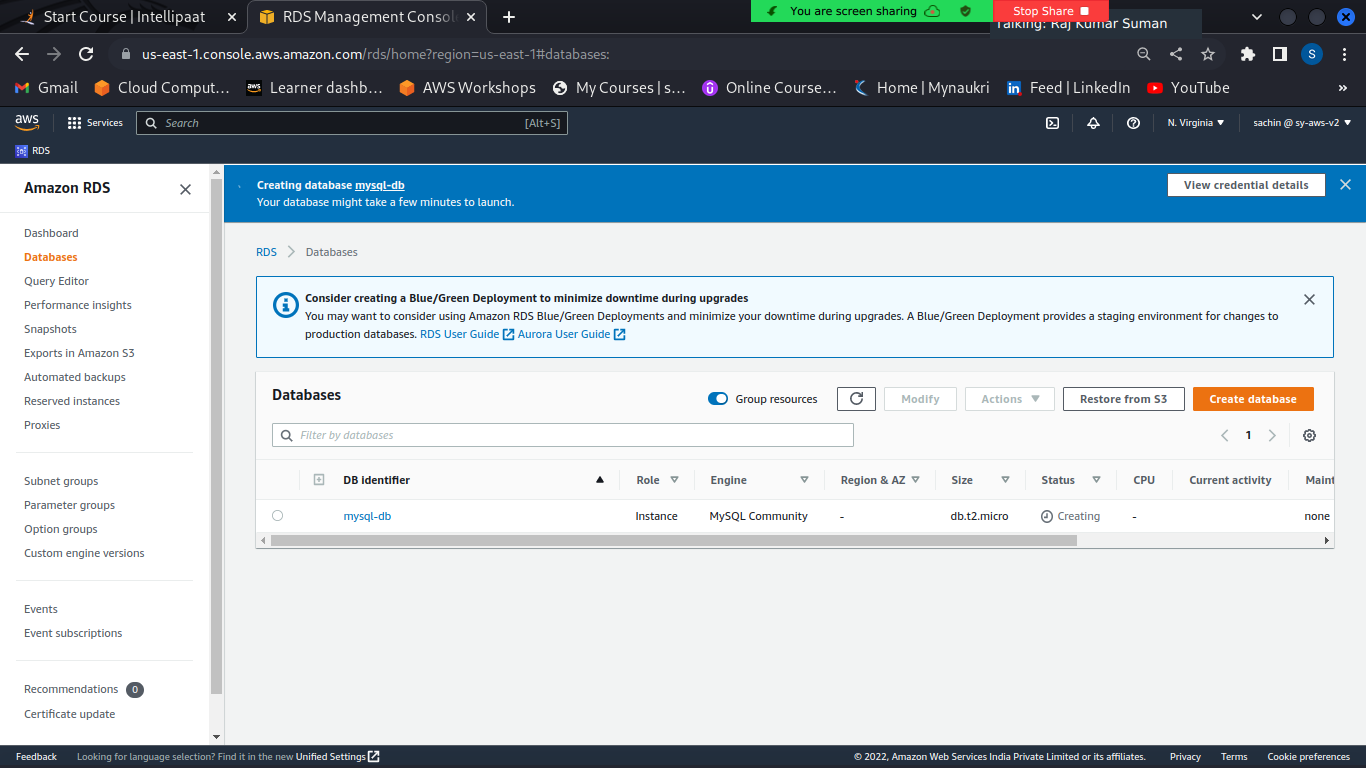 Start Course | Intellipaat
RDS Management Consol
You are screen sharing
Stop Share
Talking: Raj Kumar Suman
us-east-1.console.aws.amazon.com/rds/home?region=us-east-1#databases:
S
Gmail
Cloud Comput…
aws
Learner dashb…
AWS Workshops
My Courses | s…
Online Course…
Home | Mynaukri
Feed | LinkedIn
YouTube
»
aws
Services
Search
[Alt+S]
N. Virginia
sachin @ sy-aws-v2
RDS
Amazon RDS
Dashboard
Databases
Query Editor
Performance insights
Snapshots
Exports in Amazon S3
Automated backups
Reserved instances
Proxies
Subnet groups
Parameter groups
Option groups
Custom engine versions
Events
Event subscriptions
Recommendations 0
Certificate update
Creating database mysql-db
Your database might take a few minutes to launch.
View credential details
RDS
Databases
Consider creating a Blue/Green Deployment to minimize downtime during upgrades
You may want to consider using Amazon RDS Blue/Green Deployments and minimize your downtime during upgrades. A Blue/Green Deployment provides a staging environment for changes to
production databases. RDS User Guide Aurora User Guide
Databases
Group resources
Modify
Actions
Restore from S3
Create database
Filter by databases
1
DB identifier
Role
Engine
Region & AZ
Size
Status
CPU
Current activity
Maint
mysql-db
Instance
MySQL Community
-
db.t2.micro
Creating
-
none
Feedback
Looking for language selection? Find it in the new Unified Settings
© 2022, Amazon Web Services India Private Limited or its affiliates.
Privacy
Terms
Cookie preferences